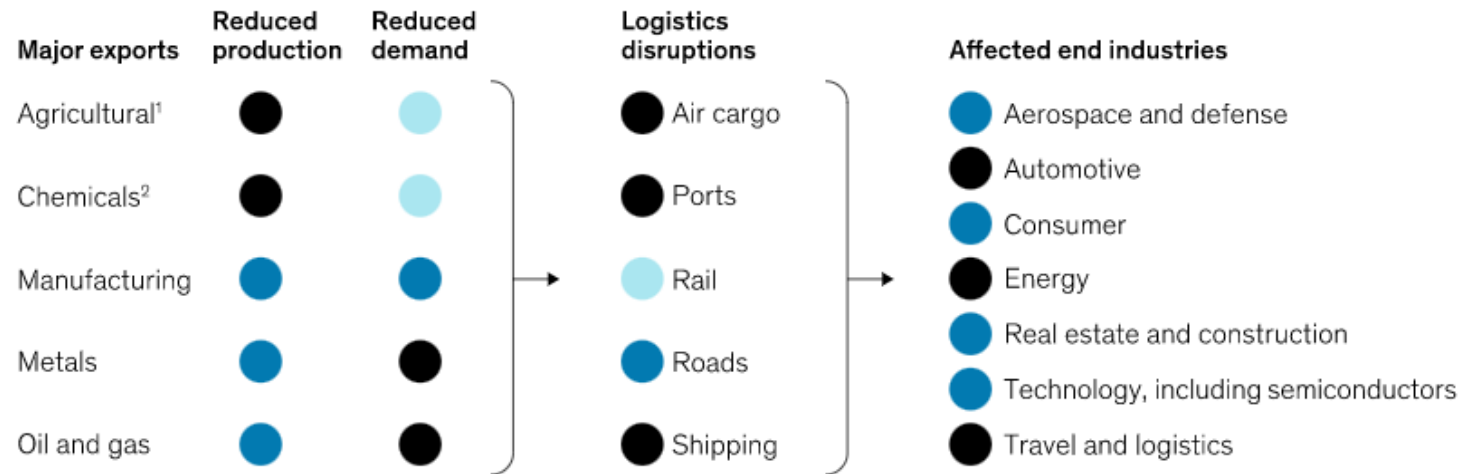 Major exports
Reduced
production
Reduced
demand
Logistics
disruptions
Affected end industries
Agricultural¹
Chemicals²
Manufacturing
Metals
Oil and gas
Air cargo
Ports
Rail
Roads
Shipping
Aerospace and defense
Automotive
Consumer
Energy
Real estate and construction
Technology, including semiconductors
Travel and logistics